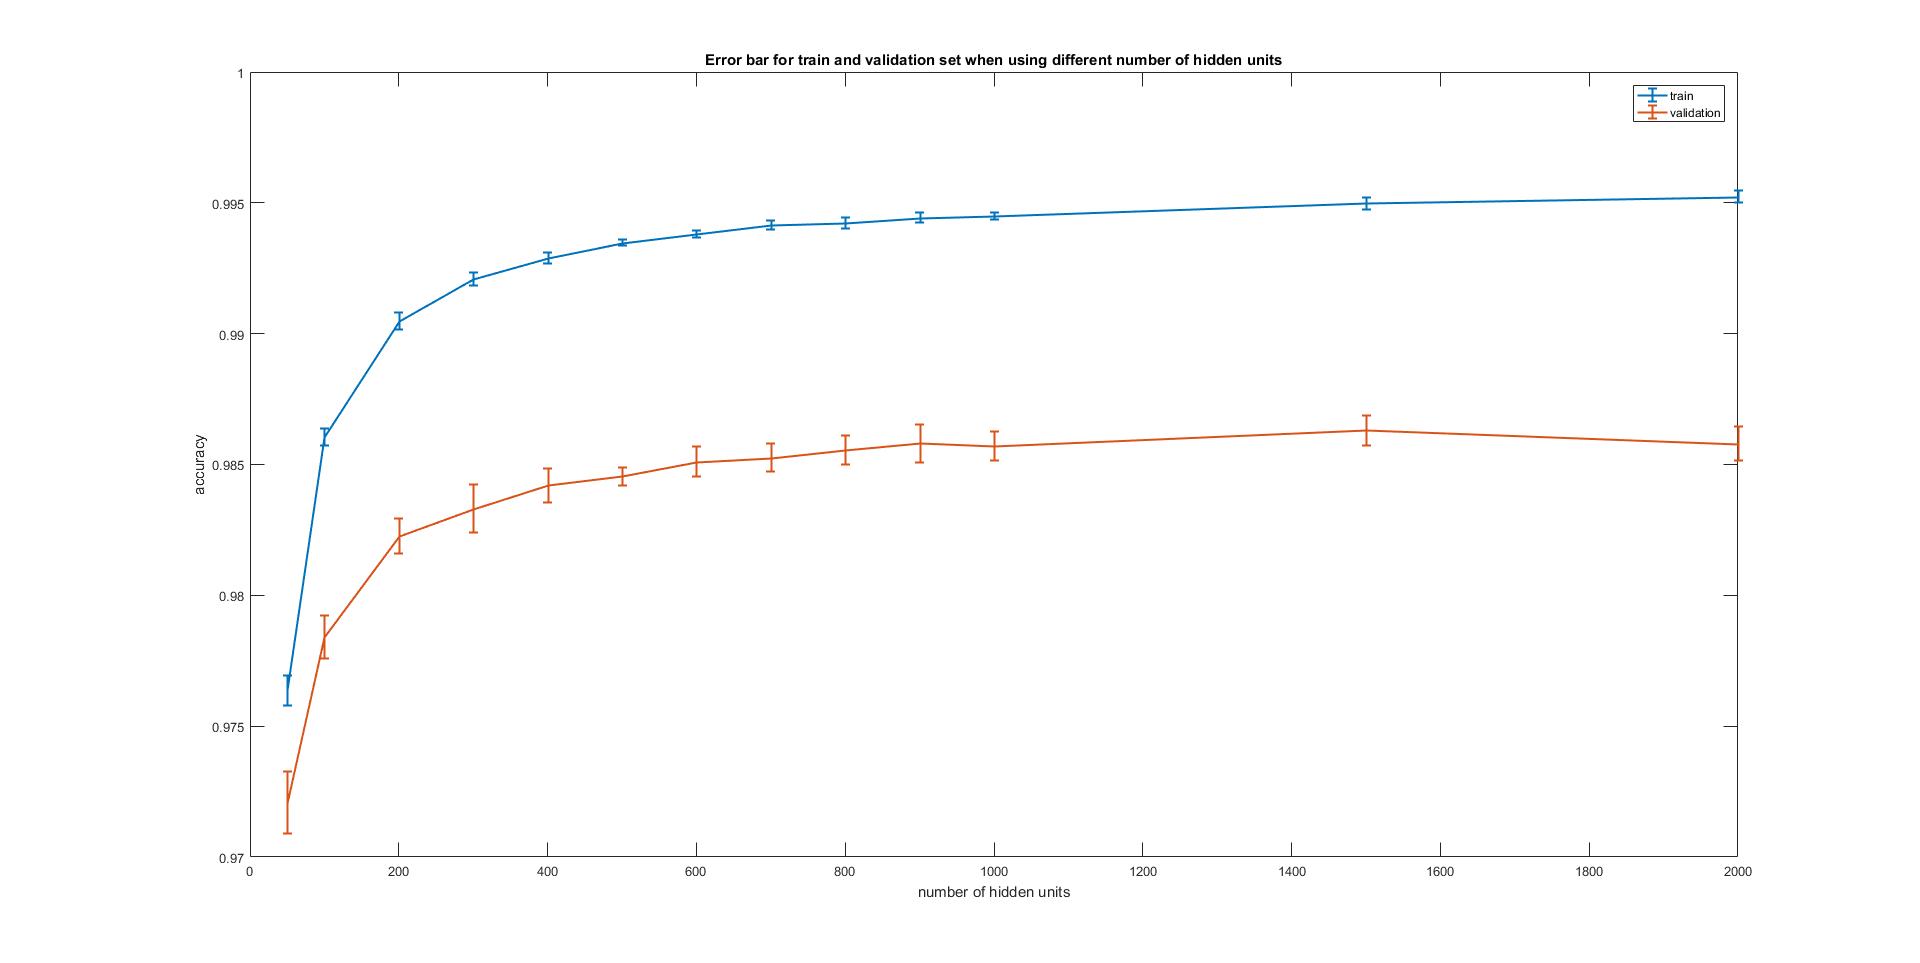 Error bar for train and validation set when using different number of hidden units
train
validation
1
0.995
0.99
0.985
0.98
0.975
0.97
accuracy
0 200 400 600 800 1000 1200 1400 1600 1800 2000
number of hidden units